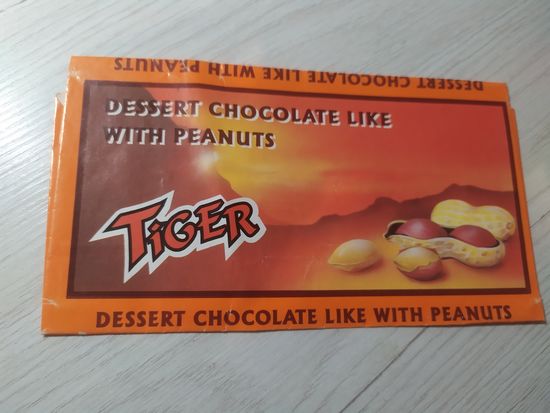 DESSERT CHOCOLATE LIKE WITH PEANUTS
DESSERT CHOCOLATE LIKE
WITH PEANUTS
TiGER
DESSERT CHOCOLATE LIKE WITH PEANUTS